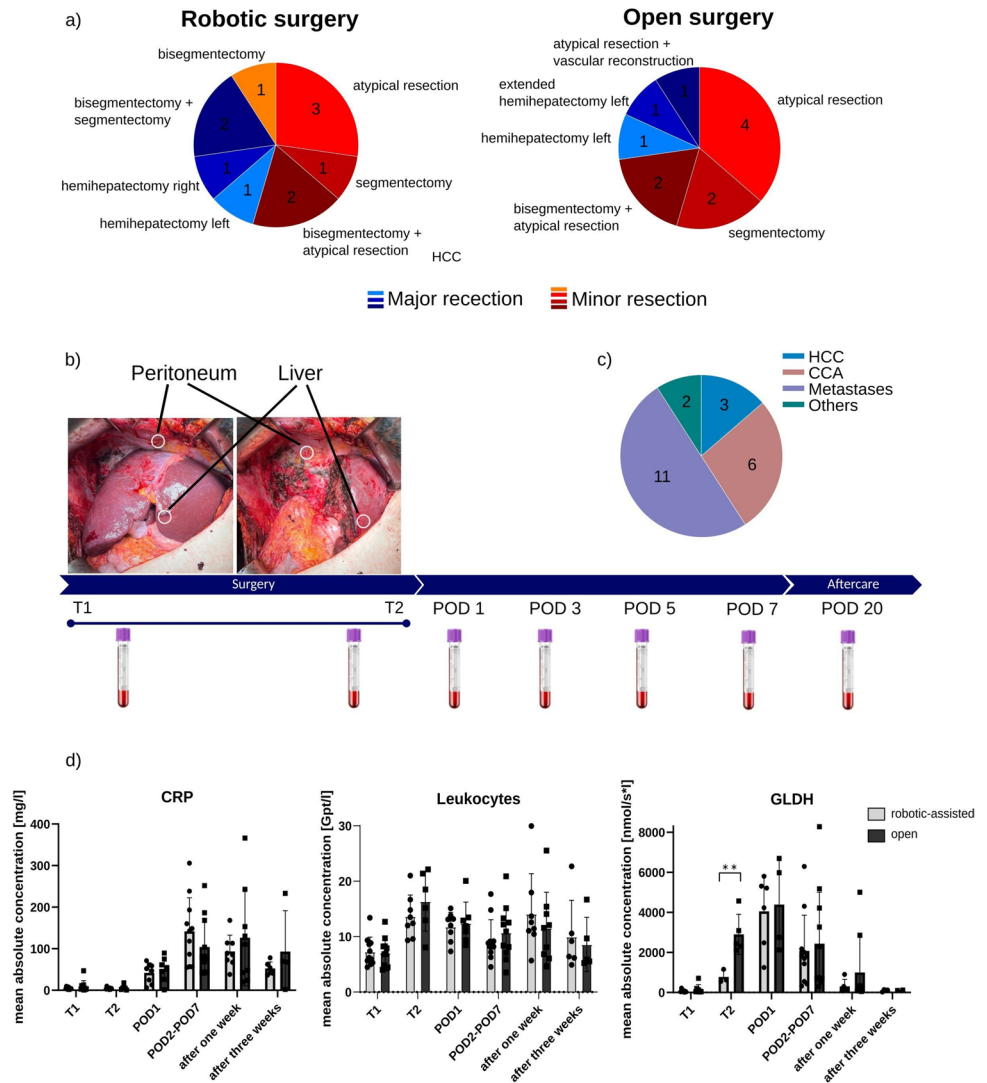 a)
Robotic surgery
Open surgery
bisegmentectomy
1
atypical resection
3
bisegmentectomy +
segmentectomy
2
1
segmentectomy
hemihepatectomy right
1
hemihepatectomy left
1
2
bisegmentectomy +
atypical resection
HCC
atypical resection +
vascular reconstruction
1
extended
hemihepatectomy left
1
atypical resection
4
hemihepatectomy left
1
2
bisegmentectomy +
atypical resection
2
segmentectomy
Major recection
Minor resection
b)
Peritoneum
Liver
c)
HCC
CCA
Metastases
Others
2
3
11
6
Surgery
Aftercare
T1
T2
POD 1
POD 3
POD 5
POD 7
POD 20
d)
CRP
mean absolute concentration [mg/l]
400
300
200
100
0
T1
T2
POD1
POD2-POD7
after one week
after three weeks
Leukocytes
mean absolute concentration [Gpt/l]
30
20
10
0
T1
T2
POD1
POD2-POD7
after one week
after three weeks
GLDH
mean absolute concentration [nmol/s*l]
8000
6000
4000
2000
0
**
T1
T2
POD1
POD2-POD7
after one week
after three weeks
robotic-assisted
open